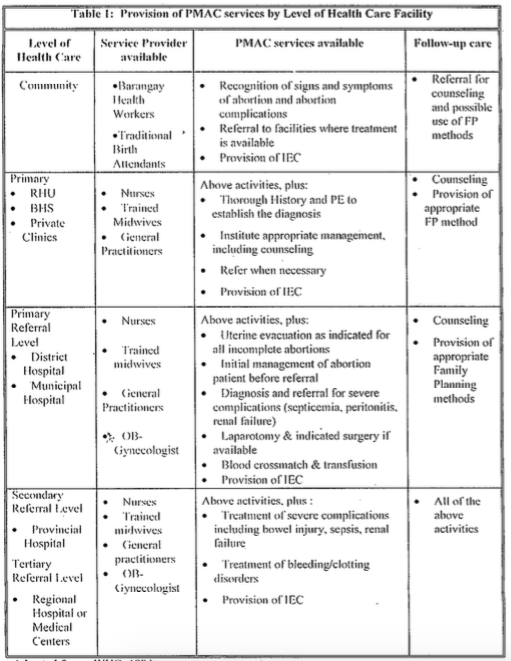 Table 1: Provision of PMAC services by Level of Health Care Facility
Level of
Health Care
Service Provider
available
PMAC services available
Follow-up care
Community
•Barangay
Health
Workers
•Traditional
Birth
Attendants
• Recognition of signs and symptoms
of abortion and abortion
complications
• Referral to facilities where treatment
is available
• Provision of IEC
• Referral for
counseling
and possible
use of FP
methods
Primary
• RHU
• BHS
• Private
Clinics
• Nurses
• Trained
Midwives
• General
Practitioners
Above activities, plus:
• Thorough History and PE to
establish the diagnosis
• Institute appropriate management,
including counseling
• Refer when necessary
• Provision of IEC
• Counseling
• Provision of
appropriate
FP method
Primary
Referral
Level
• District
Hospital
• Municipal
Hospital
• Nurses
• Trained
midwives
• General
Practitioners
• OB-
Gynecologist
Above activities, plus:
• Uterine evacuation as indicated for
all incomplete abortions
• Initial management of abortion
patient before referral
• Diagnosis and referral for severe
complications (septicemia, peritonitis,
renal failure)
• Laparotomy & indicated surgery if
available
• Blood crossmatch & transfusion
• Provision of IEC
• Counseling
• Provision of
appropriate
Family
Planning
methods
Secondary
Referral Level
• Provincial
Hospital
Tertiary
Referral Level
• Regional
Hospital or
Medical
Centers
• Nurses
• Trained
midwives
• General
practitioners
• OB-
Gynecologist
Above activities, plus :
• Treatment of severe complications
including bowel injury, sepsis, renal
failure
• Treatment of bleeding/clotting
disorders
• Provision of IEC
• All of the
above
activities